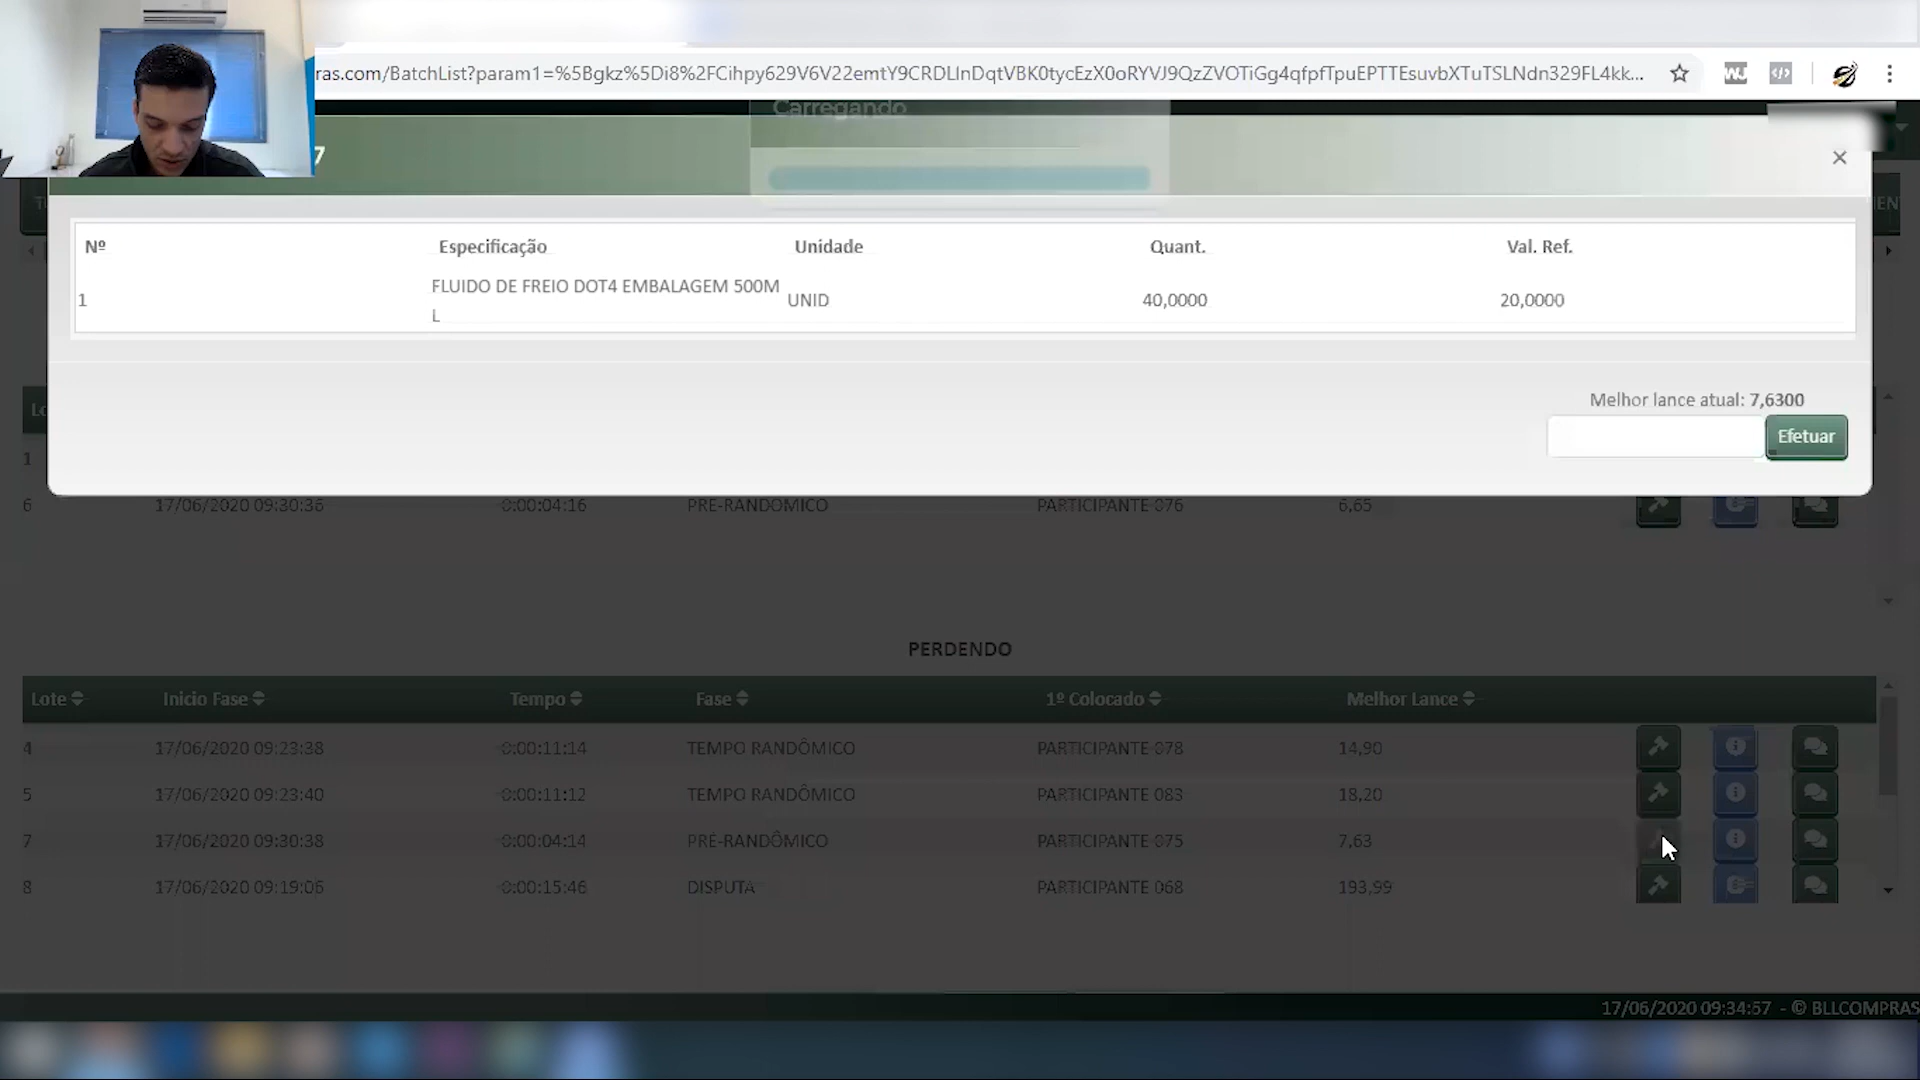 ras.com/BatchList?param1=%5Bgkz%5Di8%2FCihpy629V6V22emtY9CRDLInDqtVBK0tycEzX0oRYVJ9QzZVOTiGg4qfpfTpuEPTTEsuvbXTuTSLNdn329FL4kk...
Carregando
7
Nº Especificação Unidade Quant. Val. Ref.
1 FLUIDO DE FREIO DOT4 EMBALAGEM 500M
L UNID 40,0000 20,0000
Melhor lance atual: 7,6300
Efetuar
1
6 17/06/2020 09:30:36 0:00:04:16 PRÉ-RANDÔMICO PARTICIPANTE 076 6,65
PERDENDO
Lote Inicio Fase Tempo Fase 1º Colocado Melhor Lance
4 17/06/2020 09:23:38 0:00:11:14 TEMPO RANDÔMICO PARTICIPANTE 078 14,90
5 17/06/2020 09:23:40 0:00:11:12 TEMPO RANDÔMICO PARTICIPANTE 083 18,20
7 17/06/2020 09:30:38 0:00:04:14 PRÉ-RANDÔMICO PARTICIPANTE 075 7,63
8 17/06/2020 09:19:06 0:00:15:46 DISPUTA PARTICIPANTE 068 193,99
17/06/2020 09:34:57 - © BLLCOMPRAS